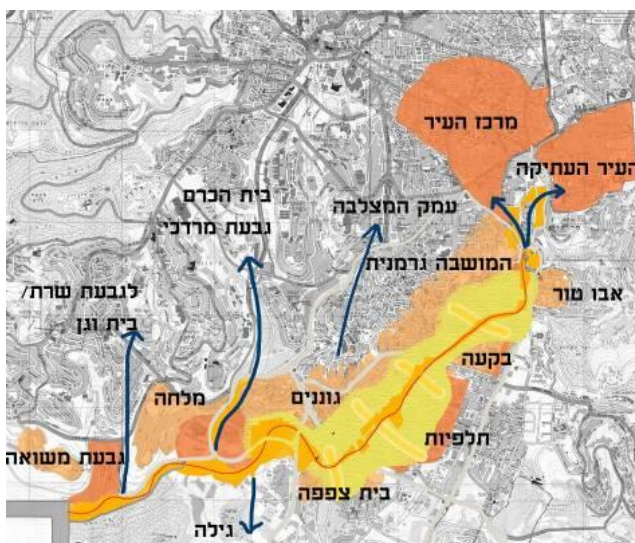 מרכז העיר
העיר העתיקה
בית הכרם
גבעת מרדכי
עמק המצלבה
המושבה גרמנית
לגבעת שרת/
בית וגן
אבו טור
בקעה
מלחה
גוננים
תלפיות
גבעת משואה
בית צפפה
גילה